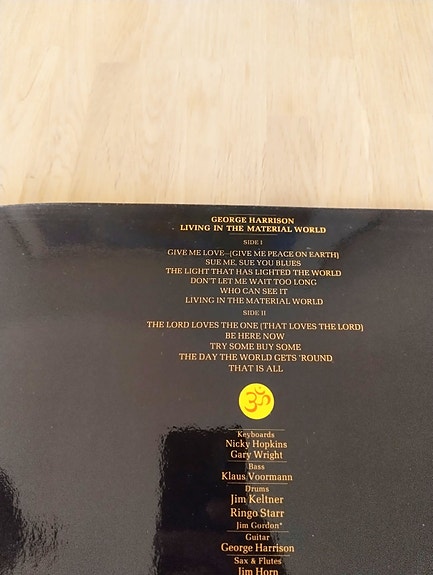 GEORGE HARRISON
LIVING IN THE MATERIAL WORLD
SIDE I
GIVE ME LOVE—(GIVE ME PEACE ON EARTH)
SUE ME, SUE YOU BLUES
THE LIGHT THAT HAS LIGHTED THE WORLD
DON'T LET ME WAIT TOO LONG
WHO CAN SEE IT
LIVING IN THE MATERIAL WORLD
SIDE II
THE LORD LOVES THE ONE (THAT LOVES THE LORD)
BE HERE NOW
TRY SOME BUY SOME
THE DAY THE WORLD GETS 'ROUND
THAT IS ALL
ॐ
Keyboards
Nicky Hopkins
Gary Wright
Bass
Klaus Voormann
Drums
Jim Keltner
Ringo Starr
Jim Gordon*
Guitar
George Harrison
Sax & Flutes
Jim Horn